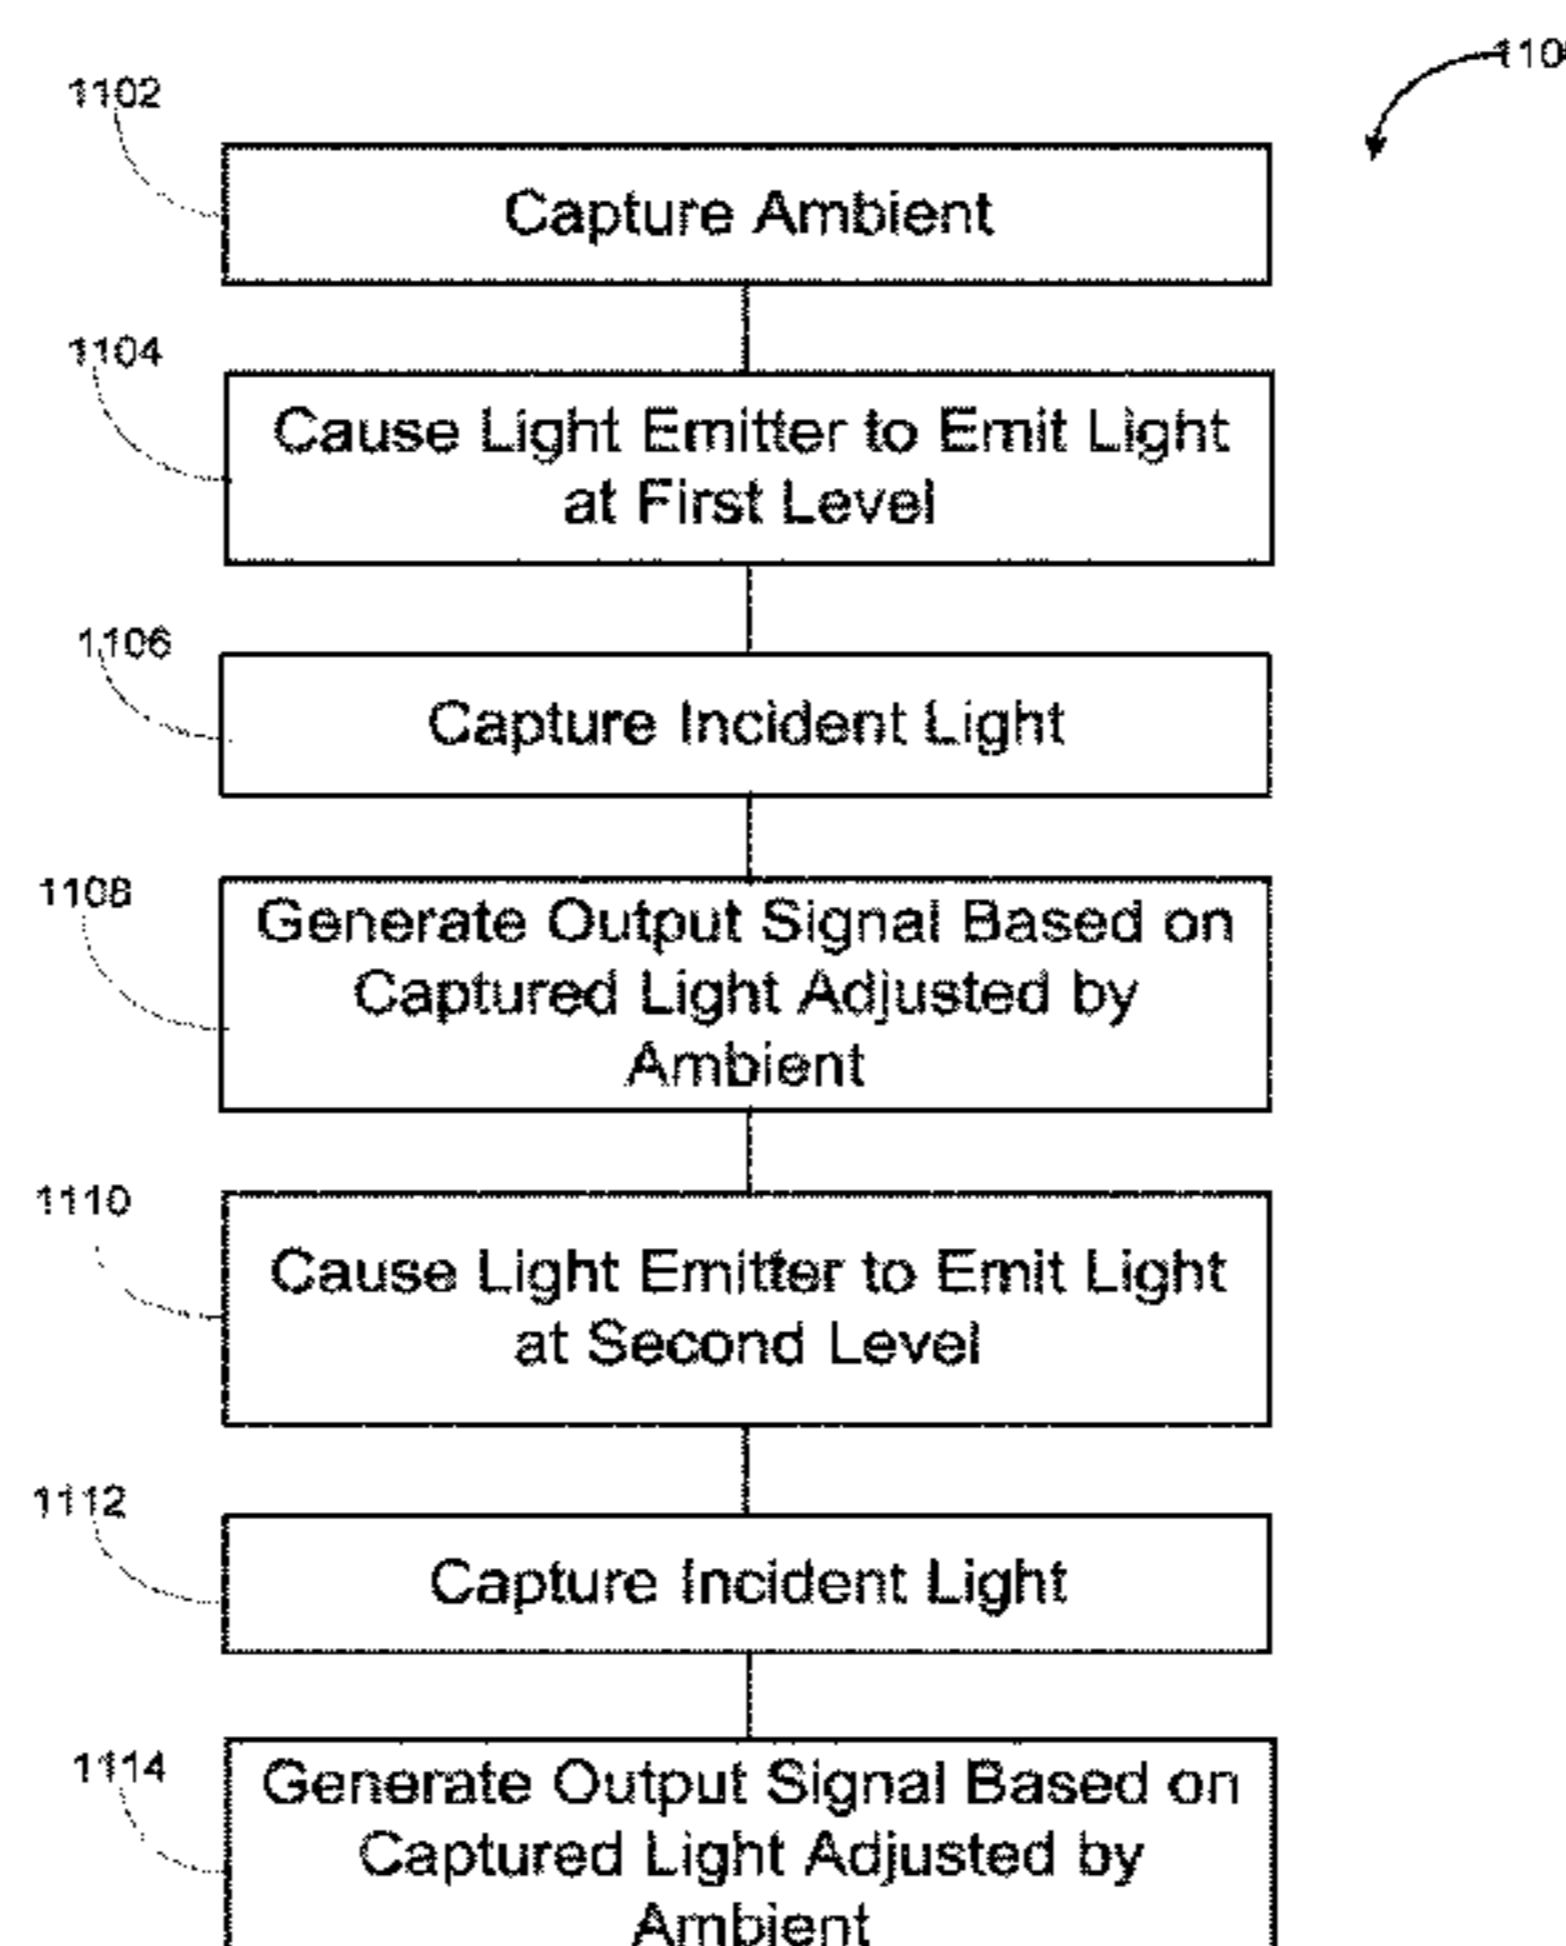 1102
Capture Ambient
1104
Cause Light Emitter to Emit Light
at First Level
1106
Capture Incident Light
1108
Generate Output Signal Based on
Captured Light Adjusted by
Ambient
1110
Cause Light Emitter to Emit Light
at Second Level
1112
Capture Incident Light
1114
Generate Output Signal Based on
Captured Light Adjusted by
Ambient